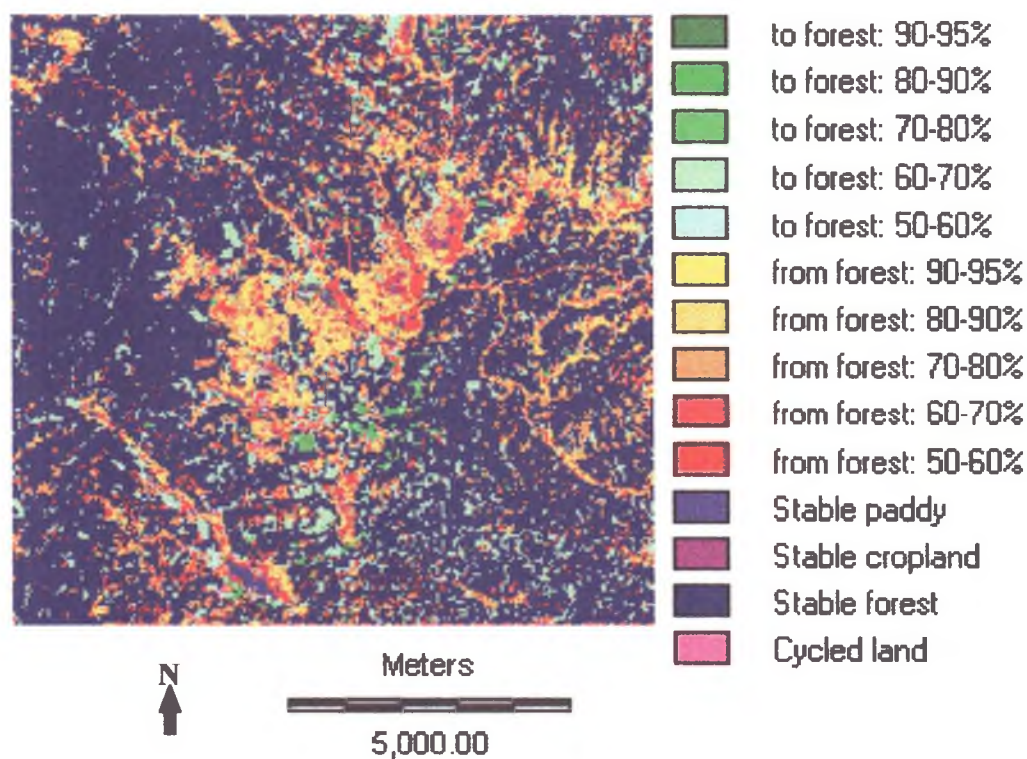 to forest: 90-95%
to forest: 80-90%
to forest: 70-80%
to forest: 60-70%
to forest: 50-60%
from forest: 90-95%
from forest: 80-90%
from forest: 70-80%
from forest: 60-70%
from forest: 50-60%
Stable paddy
Stable cropland
Stable forest
Cycled land
N
Meters
5,000.00